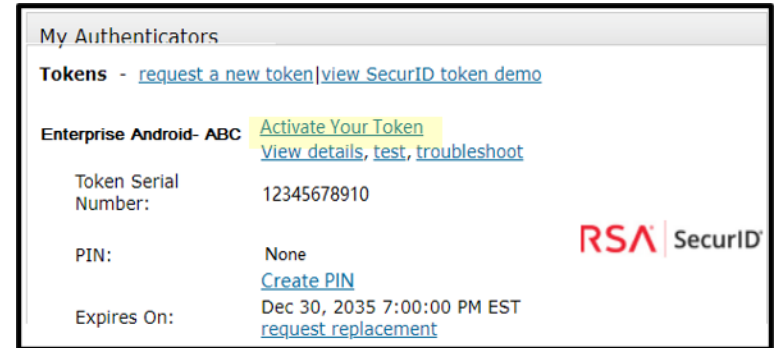 My Authenticators
Tokens - request a new token|view SecurID token demo
Enterprise Android- ABC Activate Your Token
View details, test, troubleshoot
Token Serial
Number: 12345678910
RSA SecurID
PIN: None
Create PIN
Expires On: Dec 30, 2035 7:00:00 PM EST
request replacement